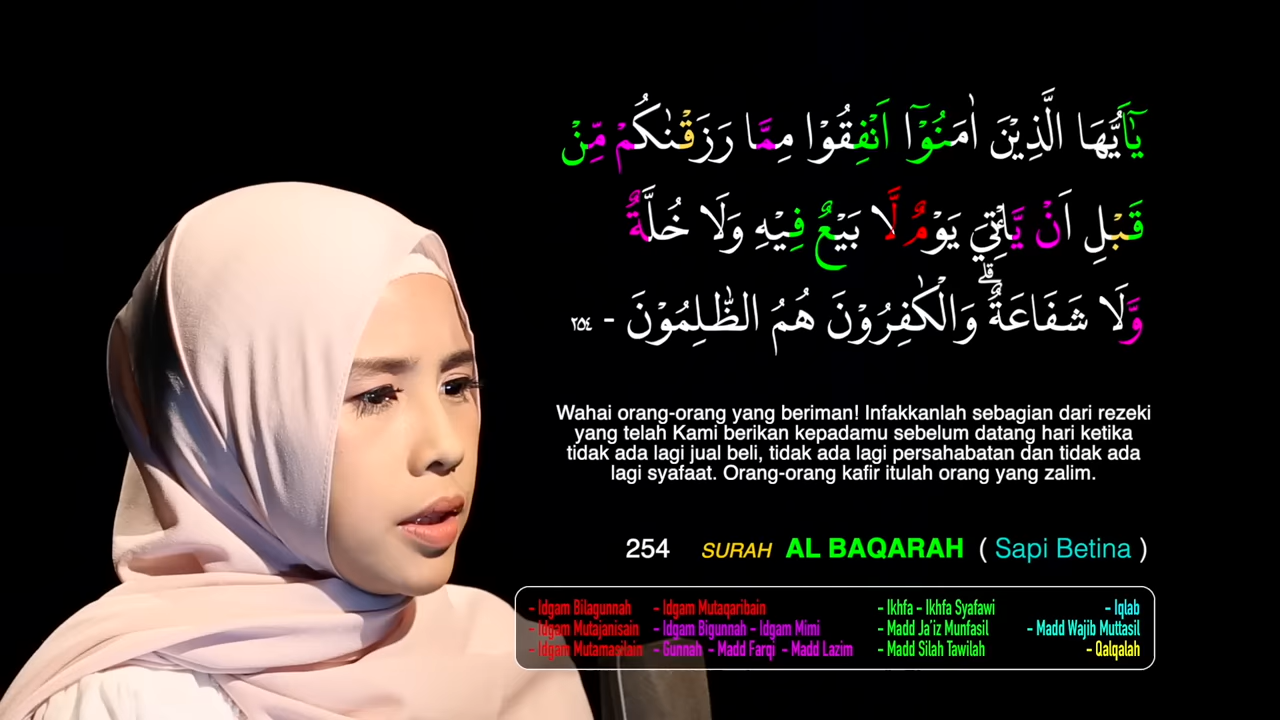 يٰٓاَيُّهَا الَّذِيْنَ اٰمَنُوْٓا اَنْفِقُوْا مِمَّا رَزَقْنٰكُمْ مِّنْ
قَبْلِ اَنْ يَّأْتِيَ يَوْمٌ لَّا بَيْعٌ فِيْهِ وَلَا خُلَّةٌ
وَّلَا شَفَاعَةٌ ۗوَالْكٰفِرُوْنَ هُمُ الظّٰلِمُوْنَ - ٢٥٤
Wahai orang-orang yang beriman! Infakkanlah sebagian dari rezeki
yang telah Kami berikan kepadamu sebelum datang hari ketika
tidak ada lagi jual beli, tidak ada lagi persahabatan dan tidak ada
lagi syafaat. Orang-orang kafir itulah orang yang zalim.
254 SURAH AL BAQARAH ( Sapi Betina )
- Idgam Bilagunnah - Idgam Mutaqaribain - Ikhfa - Ikhfa Syafawi - Iqlab
- Idgam Mutajanisain - Idgam Bigunnah - Idgam Mimi - Madd Ja'iz Munfasil - Madd Wajib Muttasil
- Idgam Mutamasilain - Gunnah - Madd Farqi - Madd Lazim - Madd Silah Tawilah - Qalqalah